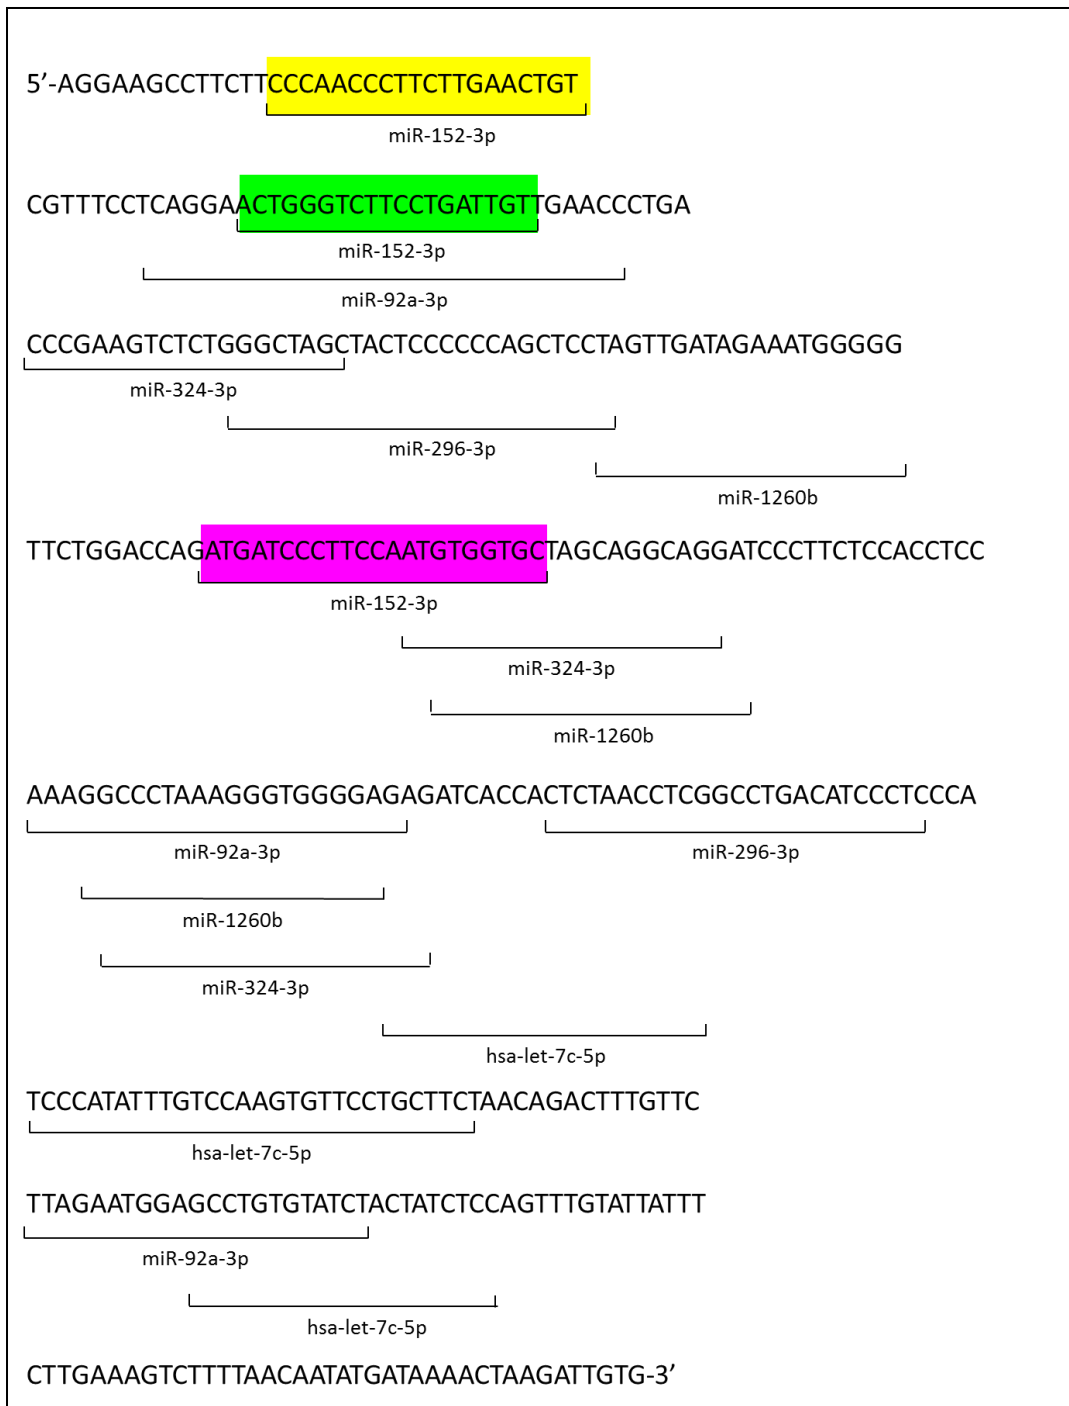 5’-AGGAAGCCTTCTTCCCAACCCTTCTTGAACTGT
miR-152-3p
CGTTTCCTCAGGAACTGGGTCTTCCTGATTGTTGAACCCTGA
miR-152-3p
miR-92a-3p
CCCGAAGTCTCTGGGCTAGCTACTCCCCCCAGCTCCTAGTTGATAGAAATGGGGG
miR-324-3p
miR-296-3p
miR-1260b
TTCTGGACCAGATGATCCCTTCCAATGTGGTGCTAGCAGGCAGGATCCCTTCTCCACCTCC
miR-152-3p
miR-324-3p
miR-1260b
AAAGGCCCTAAAGGGTGGGGAGAGATCACCACTCTAACCTCGGCCTGACATCCCTCCCA
miR-92a-3p
miR-296-3p
miR-1260b
miR-324-3p
hsa-let-7c-5p
TCCCATATTTGTCCAAGTGTTCCTGCTTCTAACAGACTTTGTTC
hsa-let-7c-5p
TTAGAATGGAGCCTGTGTATCTACTATCTCCAGTTTGTATTATTT
miR-92a-3p
hsa-let-7c-5p
CTTGAAAGTCTTTTAACAATATGATAAAACTAAGATTGTG-3’